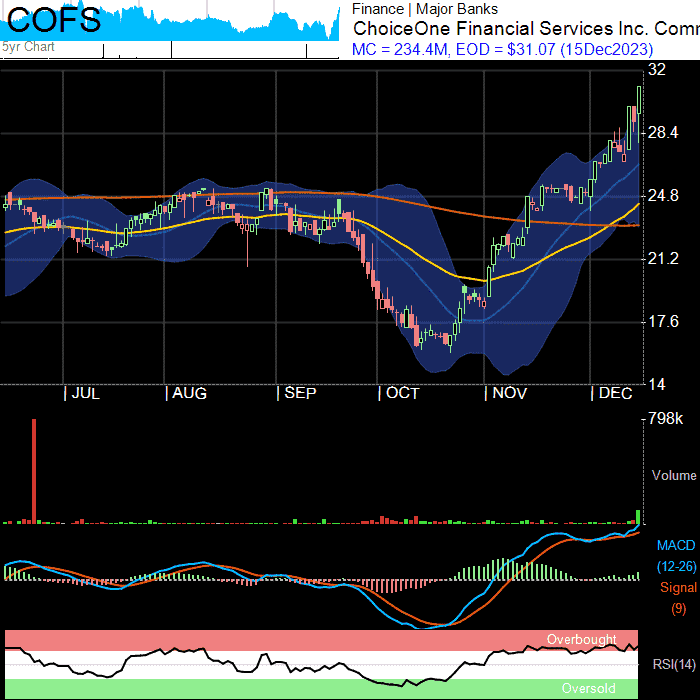 COFS
5yr Chart
Finance | Major Banks
ChoiceOne Financial Services Inc. Comm
MC = 234.4M, EOD = $31.07 (15Dec2023)
32
28.4
24.8
21.2
17.6
14
| JUL | AUG | SEP | OCT | NOV | DEC
798k
Volume
MACD
(12-26)
Signal
(9)
Overbought
RSI(14)
Oversold